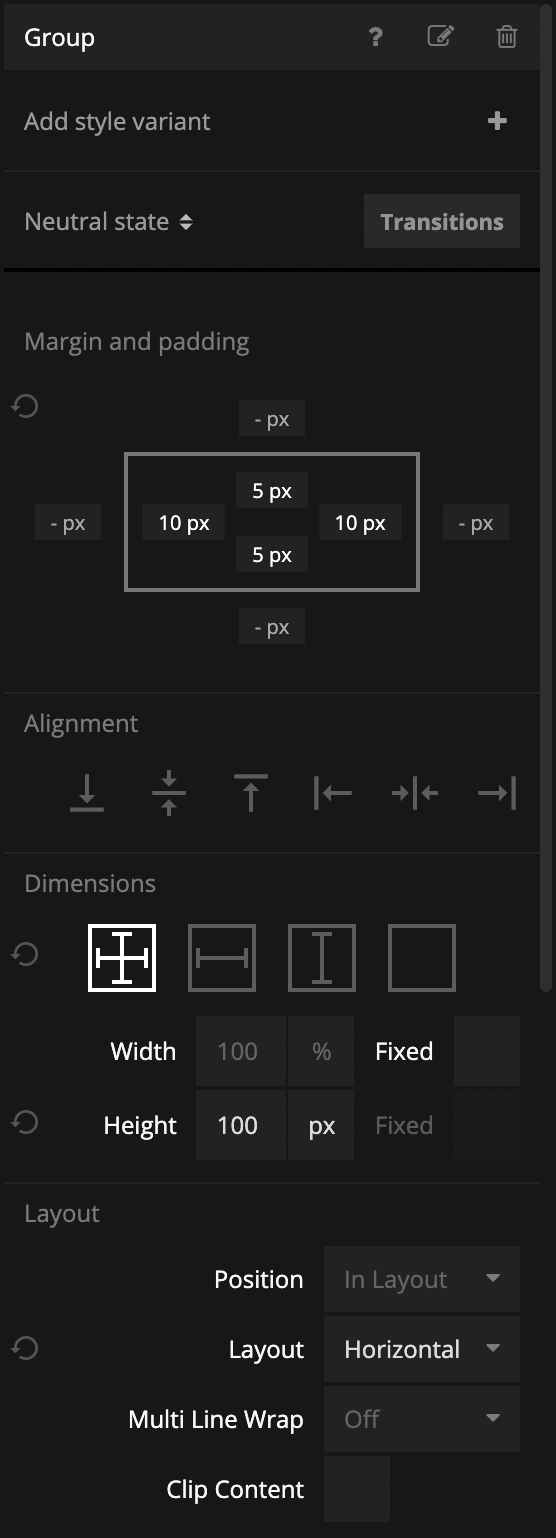 Group ?
Add style variant +
Neutral state Transitions
Margin and padding
- px
5 px
- px 10 px 10 px - px
5 px
- px
Alignment
Dimensions
Width 100 % Fixed
Height 100 px Fixed
Layout
Position In Layout
Layout Horizontal
Multi Line Wrap Off
Clip Content